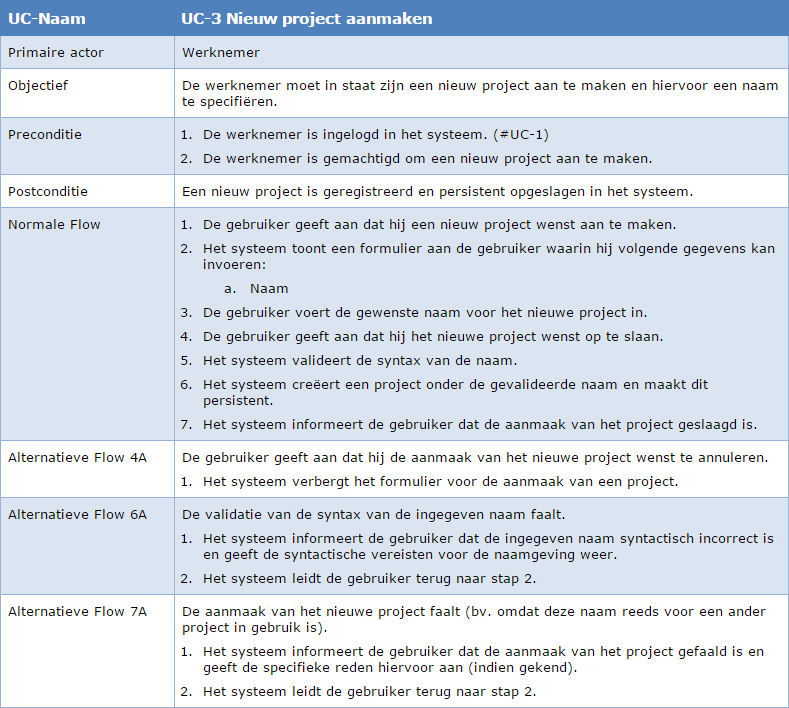 UC-Naam
UC-3 Nieuw project aanmaken
Primaire actor
Werknemer
Objectief
De werknemer moet in staat zijn een nieuw project aan te maken en hiervoor een naam
te specifiëren.
Preconditie
1. De werknemer is ingelogd in het systeem. (#UC-1)
2. De werknemer is gemachtigd om een nieuw project aan te maken.
Postconditie
Een nieuw project is geregistreerd en persistent opgeslagen in het systeem.
Normale Flow
1. De gebruiker geeft aan dat hij een nieuw project wenst aan te maken.
2. Het systeem toont een formulier aan de gebruiker waarin hij volgende gegevens kan
invoeren:
a. Naam
3. De gebruiker voert de gewenste naam voor het nieuwe project in.
4. De gebruiker geeft aan dat hij het nieuwe project wenst op te slaan.
5. Het systeem valideert de syntax van de naam.
6. Het systeem creëert een project onder de gevalideerde naam en maakt dit
persistent.
7. Het systeem informeert de gebruiker dat de aanmaak van het project geslaagd is.
Alternatieve Flow 4A
De gebruiker geeft aan dat hij de aanmaak van het nieuwe project wenst te annuleren.
1. Het systeem verbergt het formulier voor de aanmaak van een project.
Alternatieve Flow 6A
De validatie van de syntax van de ingegeven naam faalt.
1. Het systeem informeert de gebruiker dat de ingegeven naam syntactisch incorrect is
en geeft de syntactische vereisten voor de naamgeving weer.
2. Het systeem leidt de gebruiker terug naar stap 2.
Alternatieve Flow 7A
De aanmaak van het nieuwe project faalt (bv. omdat deze naam reeds voor een ander
project in gebruik is).
1. Het systeem informeert de gebruiker dat de aanmaak van het project gefaald is en
geeft de specifieke reden hiervoor aan (indien gekend).
2. Het systeem leidt de gebruiker terug naar stap 2.